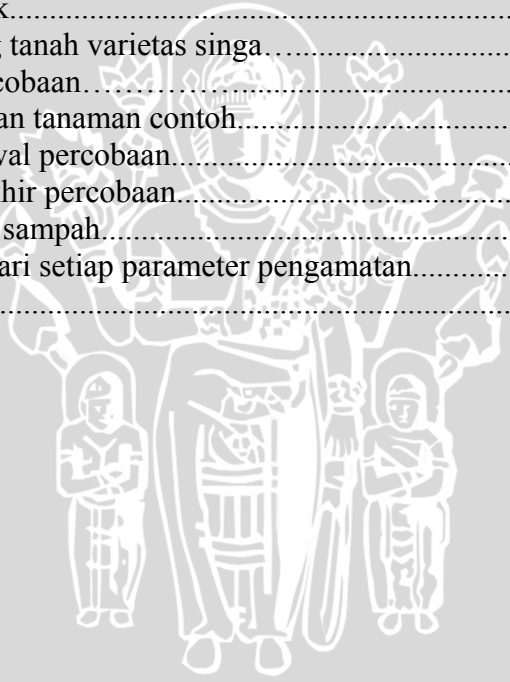 k..........................................................................
g tanah varietas singa…...............................
cobaan……………….......................................
an tanaman contoh.....................................
val percobaan..............................................
hir percobaan.............................................
sampah.......................................................
ari setiap parameter pengamatan.............
................................................................